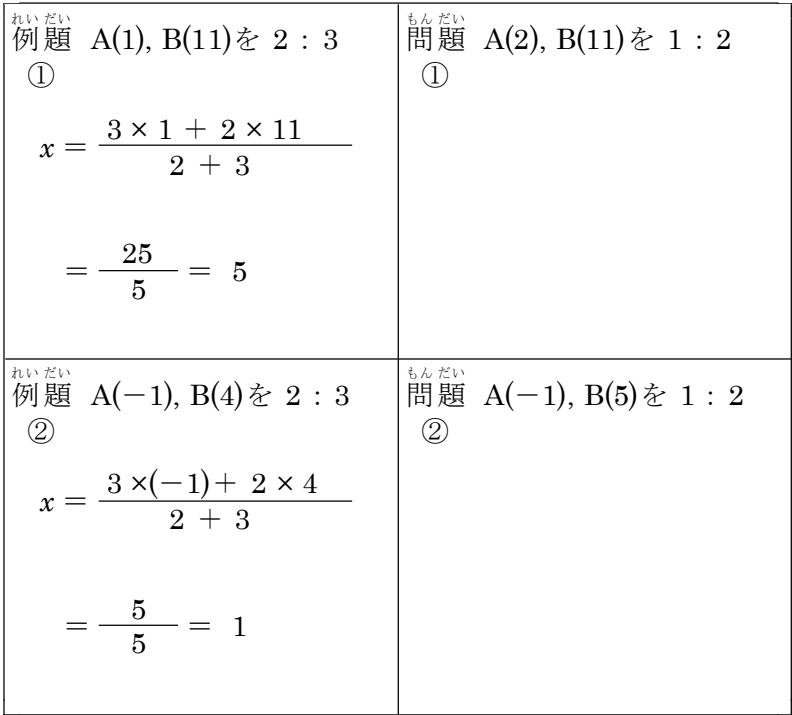 れいだい
例題 A(1), B(11)を 2 : 3
①
x = (3 × 1 + 2 × 11) / (2 + 3)
= 25 / 5 = 5
もんだい
問題 A(2), B(11)を 1 : 2
①
れいだい
例題 A(−1), B(4)を 2 : 3
②
x = (3 ×(−1)+ 2 × 4) / (2 + 3)
= 5 / 5 = 1
もんだい
問題 A(−1), B(5)を 1 : 2
②